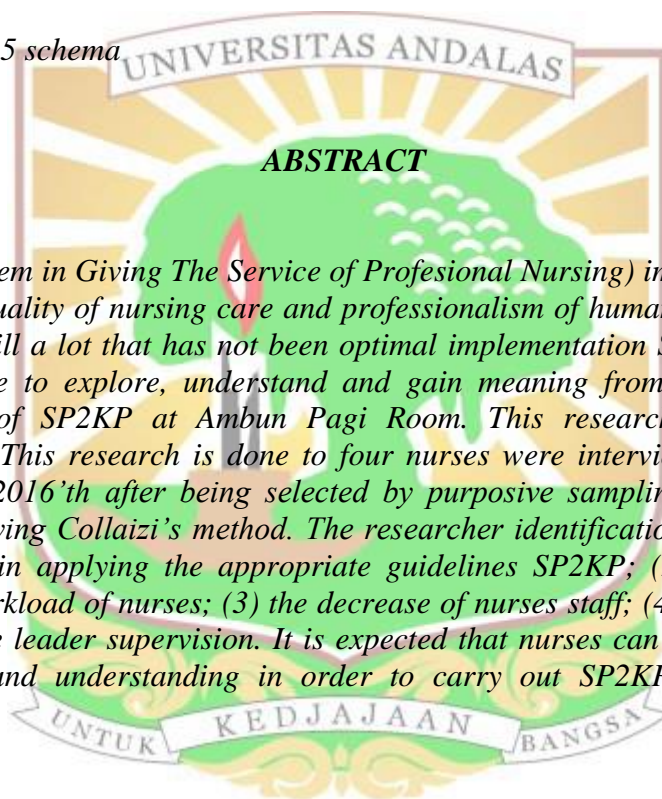 5 schema
UNIVERSITAS ANDALAS
ABSTRACT
em in Giving The Service of Profesional Nursing) in
uality of nursing care and professionalism of human
ill a lot that has not been optimal implementation S
e to explore, understand and gain meaning from
of SP2KP at Ambun Pagi Room. This research
This research is done to four nurses were intervi
2016'th after being selected by purposive samplin
ving Collaizi's method. The researcher identification
in applying the appropriate guidelines SP2KP; (
rkload of nurses; (3) the decrease of nurses staff; (4
e leader supervision. It is expected that nurses can
and understanding in order to carry out SP2KP
UNTUK KEDJAJAAN BANGSA